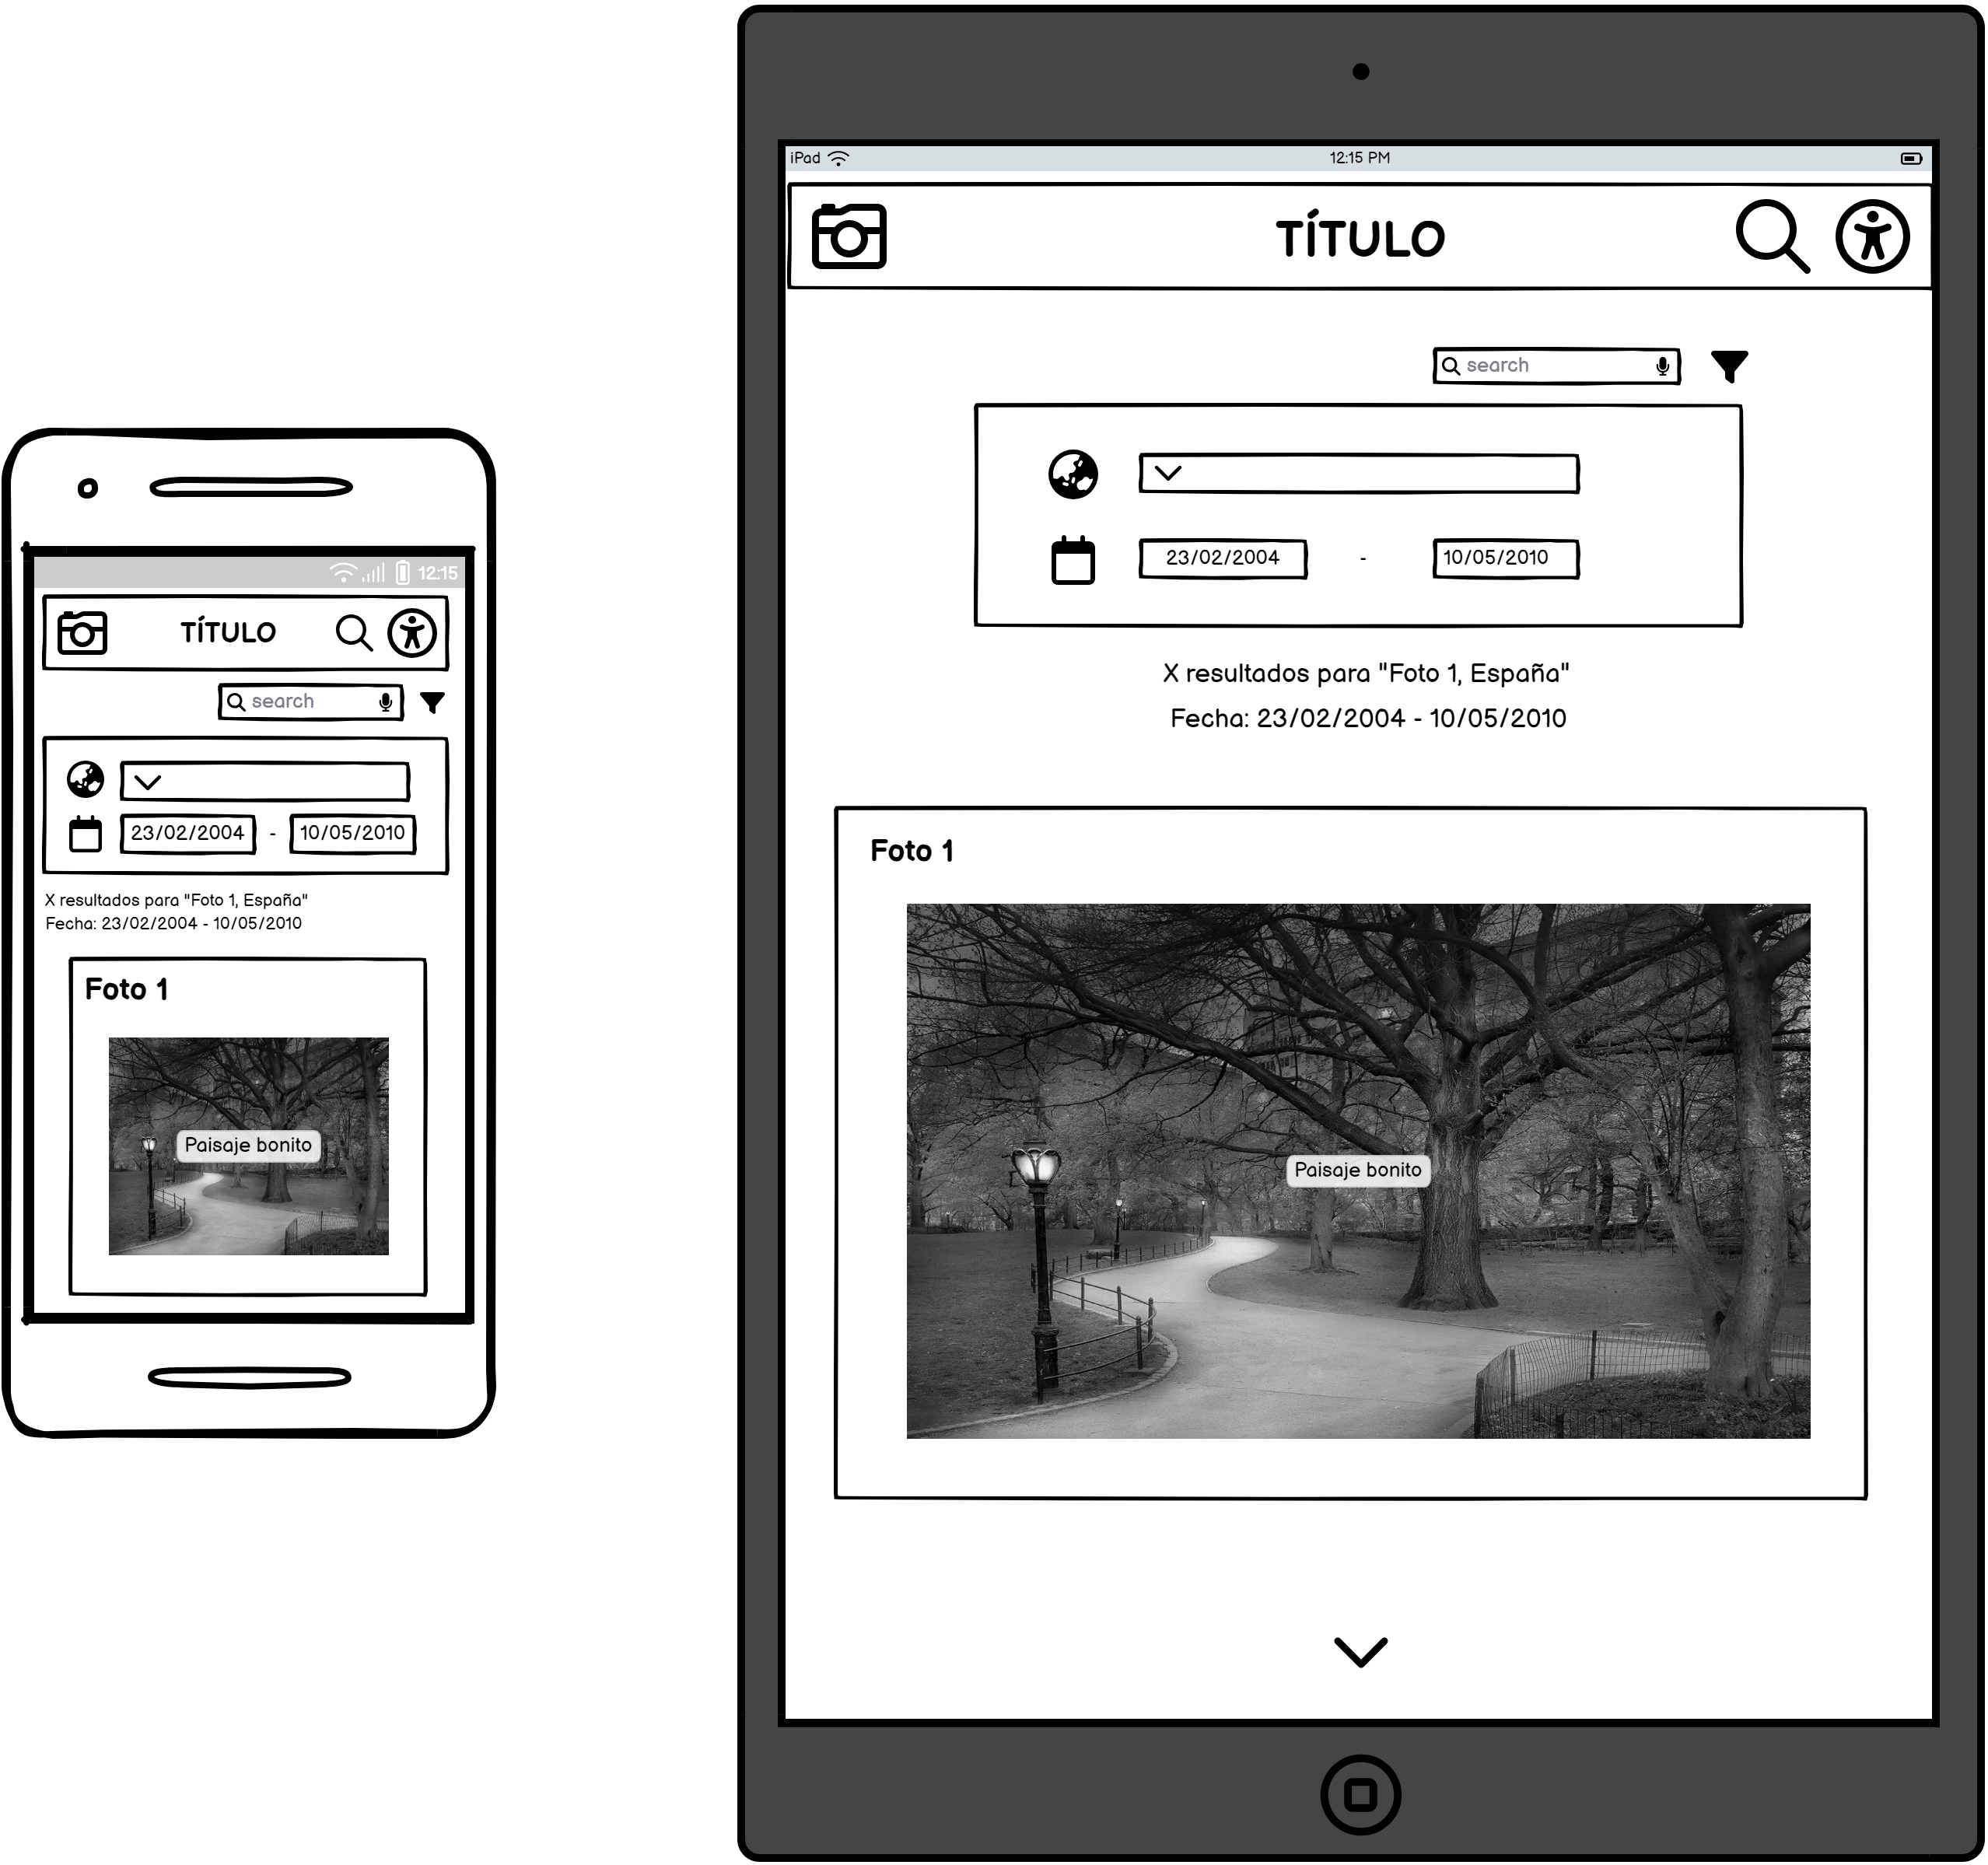 12:15
TÍTULO
search
23/02/2004 - 10/05/2010
X resultados para "Foto 1, España"
Fecha: 23/02/2004 - 10/05/2010
Foto 1
Paisaje bonito
iPad 12:15 PM
TÍTULO
search
23/02/2004 - 10/05/2010
X resultados para "Foto 1, España"
Fecha: 23/02/2004 - 10/05/2010
Foto 1
Paisaje bonito